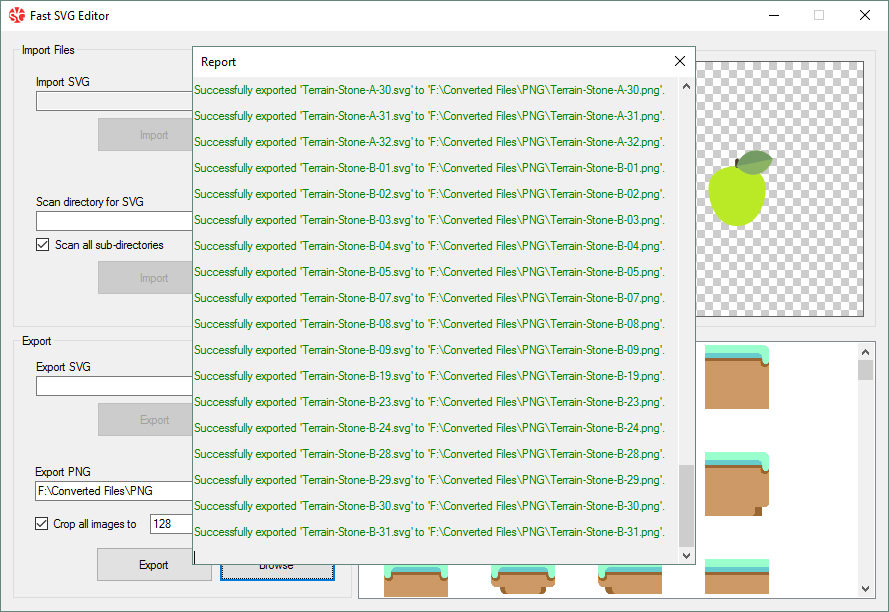 Fast SVG Editor
Import Files
Import SVG
Import
Scan directory for SVG
Scan all sub-directories
Import
Export
Export SVG
Export
Export PNG
F:\Converted Files\PNG
Crop all images to 128
Export
Browse
Report
Successfully exported 'Terrain-Stone-A-30.svg' to 'F:\Converted Files\PNG\Terrain-Stone-A-30.png'.
Successfully exported 'Terrain-Stone-A-31.svg' to 'F:\Converted Files\PNG\Terrain-Stone-A-31.png'.
Successfully exported 'Terrain-Stone-A-32.svg' to 'F:\Converted Files\PNG\Terrain-Stone-A-32.png'.
Successfully exported 'Terrain-Stone-B-01.svg' to 'F:\Converted Files\PNG\Terrain-Stone-B-01.png'.
Successfully exported 'Terrain-Stone-B-02.svg' to 'F:\Converted Files\PNG\Terrain-Stone-B-02.png'.
Successfully exported 'Terrain-Stone-B-03.svg' to 'F:\Converted Files\PNG\Terrain-Stone-B-03.png'.
Successfully exported 'Terrain-Stone-B-04.svg' to 'F:\Converted Files\PNG\Terrain-Stone-B-04.png'.
Successfully exported 'Terrain-Stone-B-05.svg' to 'F:\Converted Files\PNG\Terrain-Stone-B-05.png'.
Successfully exported 'Terrain-Stone-B-07.svg' to 'F:\Converted Files\PNG\Terrain-Stone-B-07.png'.
Successfully exported 'Terrain-Stone-B-08.svg' to 'F:\Converted Files\PNG\Terrain-Stone-B-08.png'.
Successfully exported 'Terrain-Stone-B-09.svg' to 'F:\Converted Files\PNG\Terrain-Stone-B-09.png'.
Successfully exported 'Terrain-Stone-B-19.svg' to 'F:\Converted Files\PNG\Terrain-Stone-B-19.png'.
Successfully exported 'Terrain-Stone-B-23.svg' to 'F:\Converted Files\PNG\Terrain-Stone-B-23.png'.
Successfully exported 'Terrain-Stone-B-24.svg' to 'F:\Converted Files\PNG\Terrain-Stone-B-24.png'.
Successfully exported 'Terrain-Stone-B-28.svg' to 'F:\Converted Files\PNG\Terrain-Stone-B-28.png'.
Successfully exported 'Terrain-Stone-B-29.svg' to 'F:\Converted Files\PNG\Terrain-Stone-B-29.png'.
Successfully exported 'Terrain-Stone-B-30.svg' to 'F:\Converted Files\PNG\Terrain-Stone-B-30.png'.
Successfully exported 'Terrain-Stone-B-31.svg' to 'F:\Converted Files\PNG\Terrain-Stone-B-31.png'.